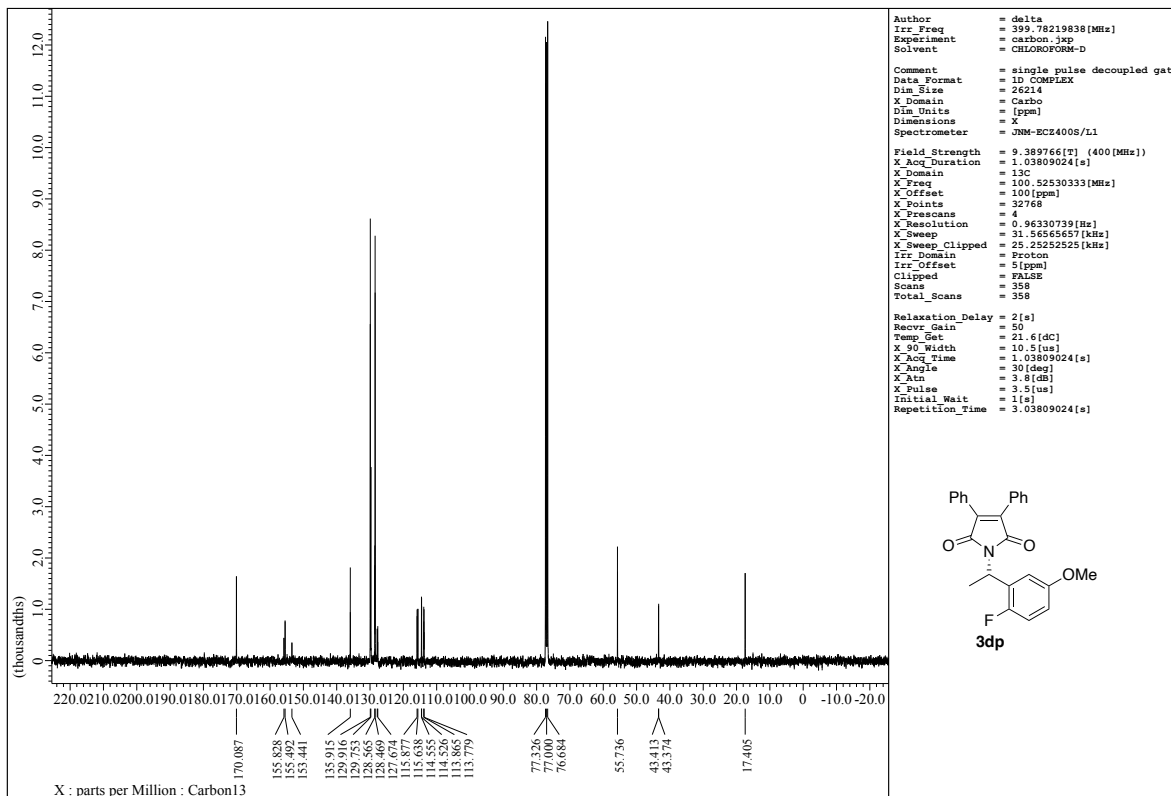 (thousandths)
12.0
11.0
10.0
9.0
8.0
7.0
6.0
5.0
4.0
3.0
2.0
1.0
0
220.0 210.0 200.0 190.0 180.0 170.0 160.0 150.0 140.0 130.0 120.0 110.0 100.0 90.0 80.0 70.0 60.0 50.0 40.0 30.0 20.0 10.0 0 -10.0 -20.0
170.087
155.828
155.492
153.441
135.915
129.916
129.753
128.565
128.469
127.674
115.877
115.638
114.555
114.526
113.865
113.779
77.326
77.000
76.684
55.736
43.413
43.374
17.405
X : parts per Million : Carbon13
Author = delta
Irr_Freq = 399.78219838[MHz]
Experiment = carbon.jxp
Solvent = CHLOROFORM-D
Comment = single pulse decoupled gat
Data_Format = 1D COMPLEX
Dim_Size = 26214
X_Domain = Carbo
Dim_Units = [ppm]
Dimensions = X
Spectrometer = JNM-ECZ400S/L1
Field_Strength = 9.389766[T] (400[MHz])
X_Acq_Duration = 1.03809024[s]
X_Domain = 13C
X_Freq = 100.52530333[MHz]
X_Offset = 100[ppm]
X_Points = 32768
X_Prescans = 4
X_Resolution = 0.96330739[Hz]
X_Sweep = 31.56565657[kHz]
X_Sweep_Clipped = 25.25252525[kHz]
Irr_Domain = Proton
Irr_Offset = 5[ppm]
Clipped = FALSE
Scans = 358
Total_Scans = 358
Relaxation_Delay = 2[s]
Recvr_Gain = 50
Temp_Get = 21.6[dC]
X_90_Width = 10.5[us]
X_Acq_Time = 1.03809024[s]
X_Angle = 30[deg]
X_Atn = 3.8[dB]
X_Pulse = 3.5[us]
Initial_Wait = 1[s]
Repetition_Time = 3.03809024[s]
Ph Ph
O O
N
OMe
F
3dp